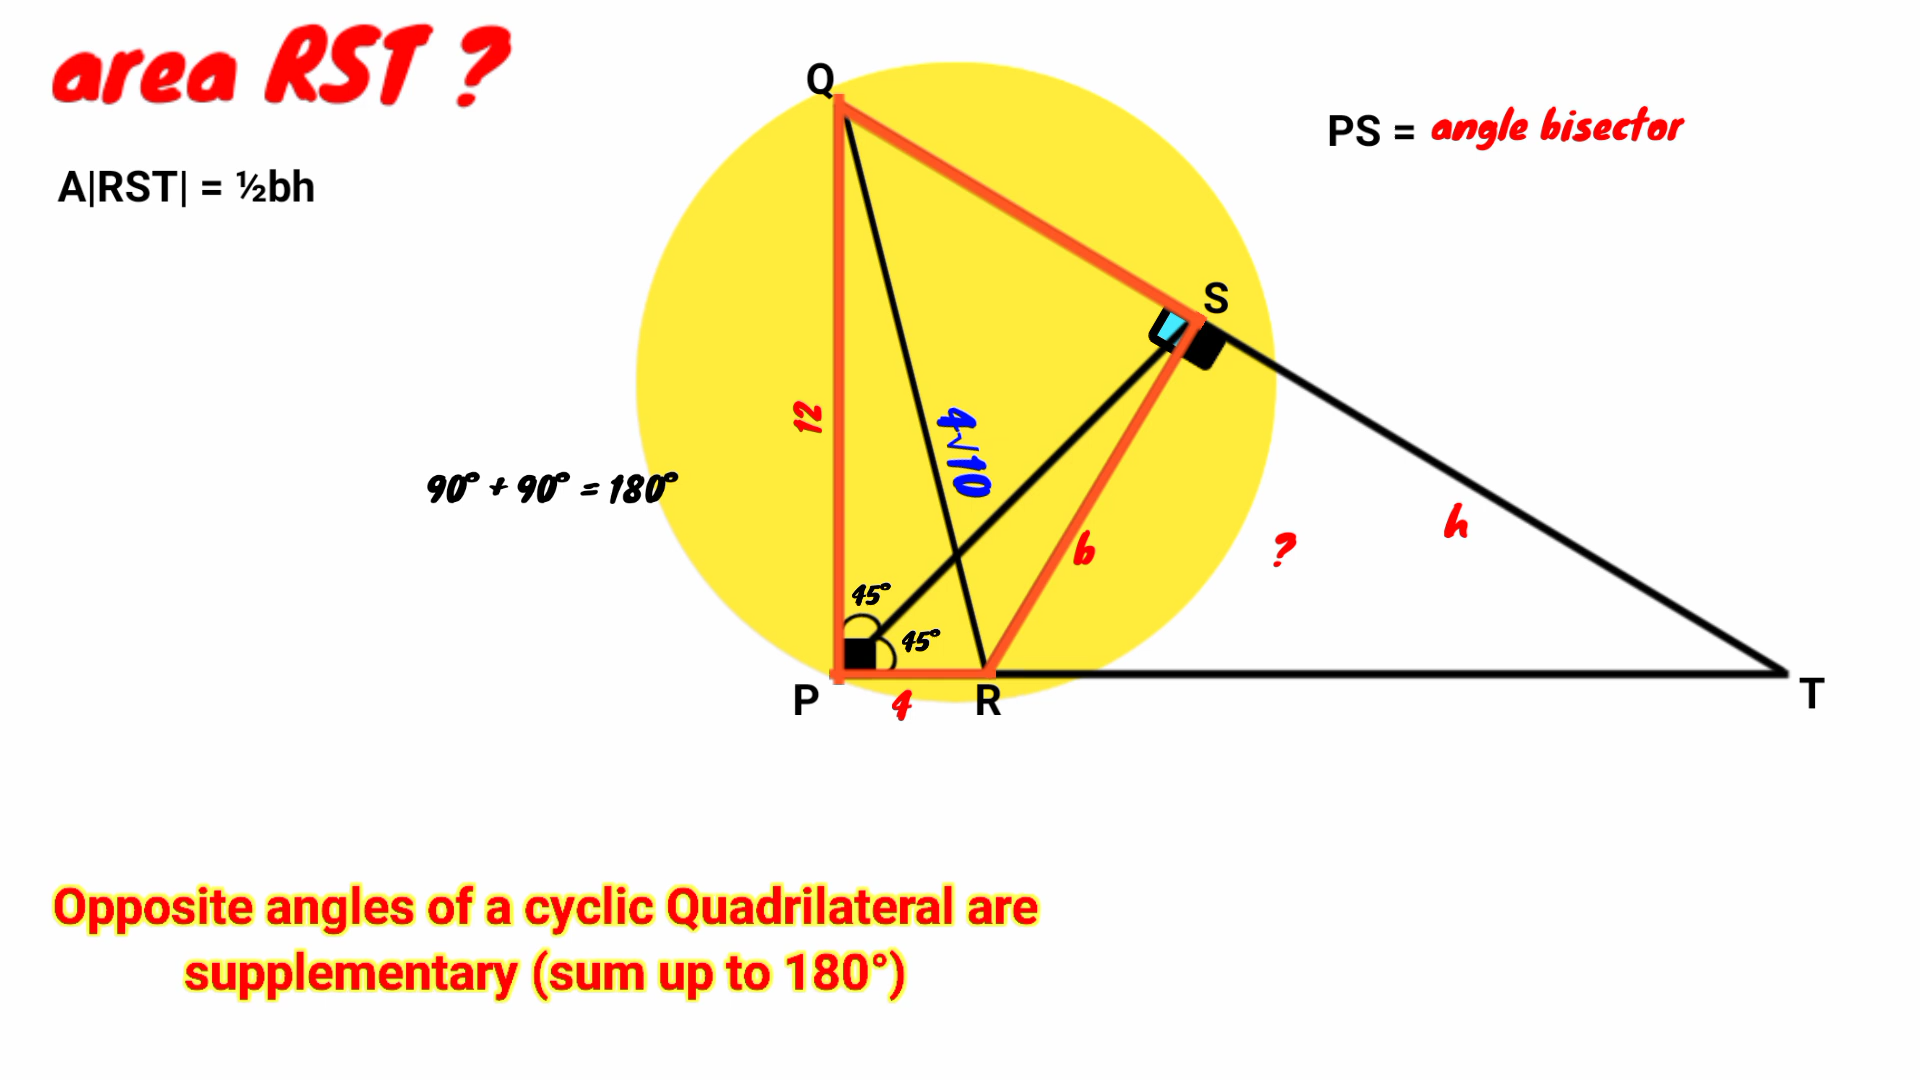 area RST ?
Q
PS = angle bisector
A|RST| = ½bh
S
12
4√10
90° + 90° = 180°
h
b
?
45°
45°
P
4
R
T
Opposite angles of a cyclic Quadrilateral are
supplementary (sum up to 180°)